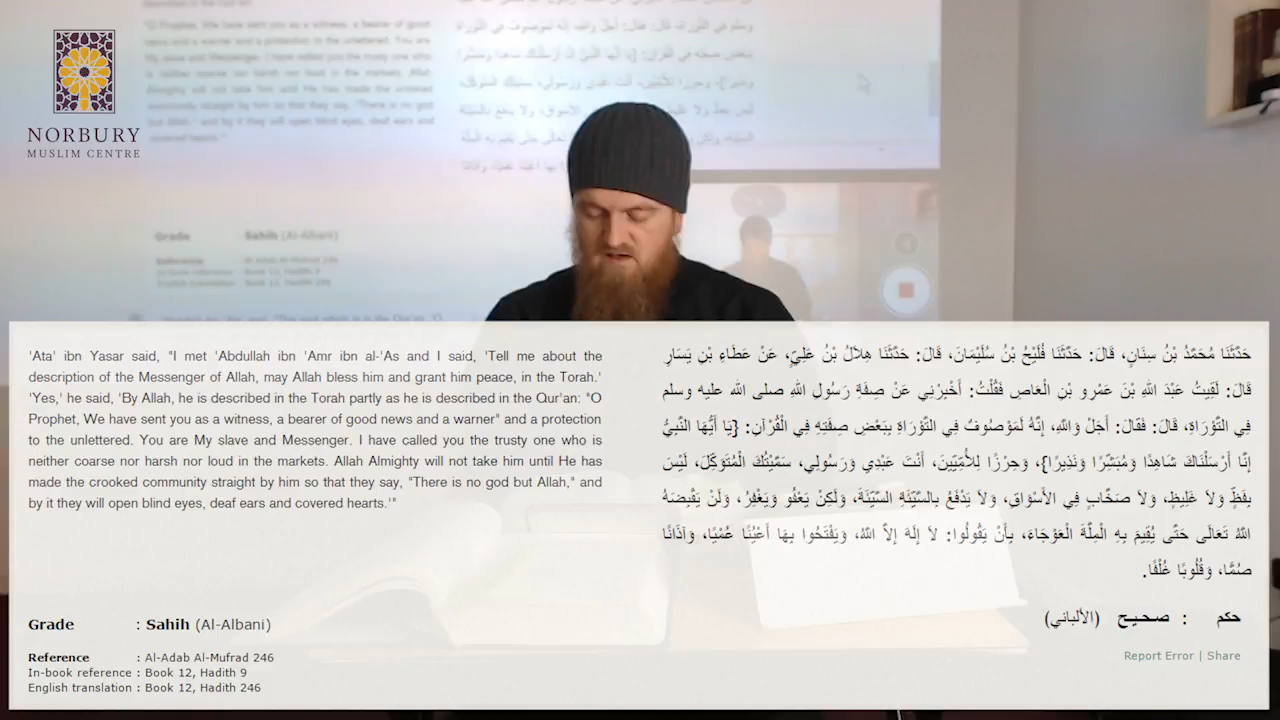 NORBURY
MUSLIM CENTRE
'Ata' ibn Yasar said, "I met 'Abdullah ibn 'Amr ibn al-'As and I said, 'Tell me about the
description of the Messenger of Allah, may Allah bless him and grant him peace, in the Torah.'
'Yes,' he said, 'By Allah, he is described in the Torah partly as he is described in the Qur'an: "O
Prophet, We have sent you as a witness, a bearer of good news and a warner" and a protection
to the unlettered. You are My slave and Messenger. I have called you the trusty one who is
neither coarse nor harsh nor loud in the markets. Allah Almighty will not take him until He has
made the crooked community straight by him so that they say, "There is no god but Allah," and
by it they will open blind eyes, deaf ears and covered hearts.'"
حَدَّثَنَا مُحَمَّدُ بْنُ سِنَانٍ، قَالَ: حَدَّثَنَا فُلَيْحُ بْنُ سُلَيْمَانَ، قَالَ: حَدَّثَنَا هِلاَلُ بْنُ عَلِيٍّ، عَنْ عَطَاءِ بْنِ يَسَارٍ
قَالَ: لَقِيتُ عَبْدَ اللهِ بْنَ عَمْرِو بْنِ الْعَاصِ فَقُلْتُ: أَخْبِرْنِي عَنْ صِفَةِ رَسُولِ اللهِ صلى الله عليه وسلم
فِي التَّوْرَاةِ، قَالَ: فَقَالَ: أَجَلْ وَاللَّهِ، إِنَّهُ لَمَوْصُوفٌ فِي التَّوْرَاةِ بِبَعْضِ صِفَتِهِ فِي الْقُرْآنِ: {يَا أَيُّهَا النَّبِيُّ
إِنَّا أَرْسَلْنَاكَ شَاهِدًا وَمُبَشِّرًا وَنَذِيرًا}، وَحِرْزًا لِلأُمِّيِّينَ، أَنْتَ عَبْدِي وَرَسُولِي، سَمَّيْتُكَ الْمُتَوَكِّلَ، لَيْسَ
بِفَظٍّ وَلاَ غَلِيظٍ، وَلاَ صَخَّابٍ فِي الأَسْوَاقِ، وَلاَ يَدْفَعُ بِالسَّيِّئَةِ السَّيِّئَةَ، وَلَكِنْ يَعْفُو وَيَغْفِرُ، وَلَنْ يَقْبِضَهُ
اللَّهُ تَعَالَى حَتَّى يُقِيمَ بِهِ الْمِلَّةَ الْعَوْجَاءَ، بِأَنْ يَقُولُوا: لاَ إِلَهَ إِلاَّ اللَّهُ، وَيَفْتَحُوا بِهَا أَعْيُنًا عُمْيًا، وَآذَانًا
صُمًّا، وَقُلُوبًا غُلْفًا.
Grade : Sahih (Al-Albani)
حكم : صحيح (الألباني)
Reference : Al-Adab Al-Mufrad 246
In-book reference : Book 12, Hadith 9
English translation : Book 12, Hadith 246
Report Error | Share